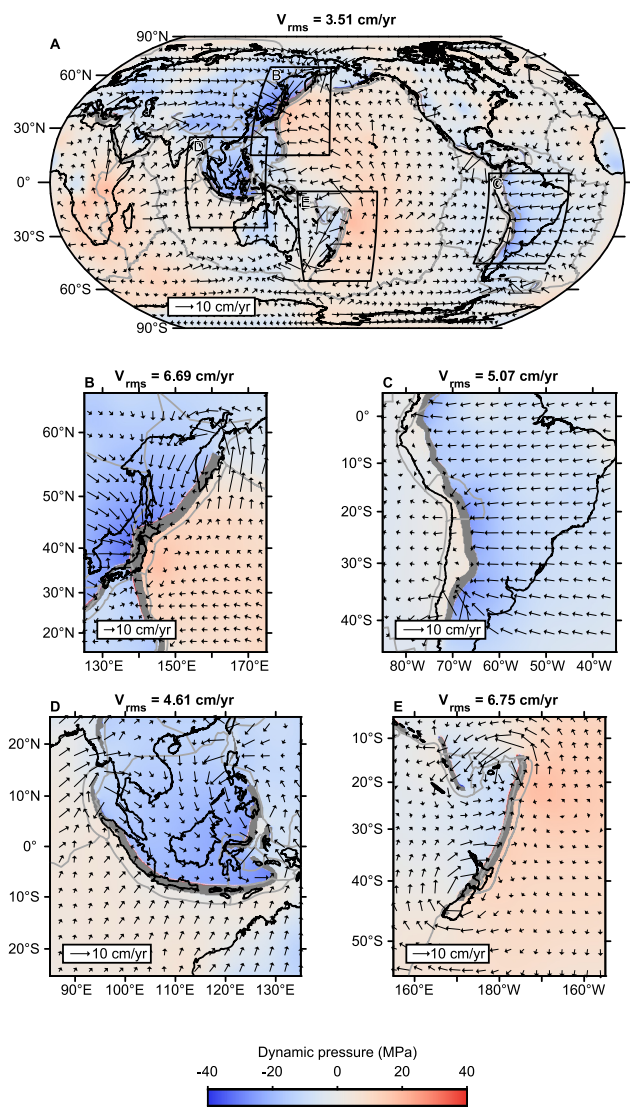 V_rms = 3.51 cm/yr
A
90°N
60°N
30°N
0°
30°S
60°S
90°S
B
D
C
E
10 cm/yr
B
V_rms = 6.69 cm/yr
60°N
50°N
40°N
30°N
20°N
10 cm/yr
125°E 150°E 175°E
C
V_rms = 5.07 cm/yr
0°
10°S
20°S
30°S
40°S
10 cm/yr
80°W 70°W 60°W 50°W 40°W
D
V_rms = 4.61 cm/yr
20°N
10°N
0°
10°S
20°S
10 cm/yr
90°E 100°E 110°E 120°E 130°E
E
V_rms = 6.75 cm/yr
10°S
20°S
30°S
40°S
50°S
10 cm/yr
160°E 180°W 160°W
Dynamic pressure (MPa)
-40 -20 0 20 40